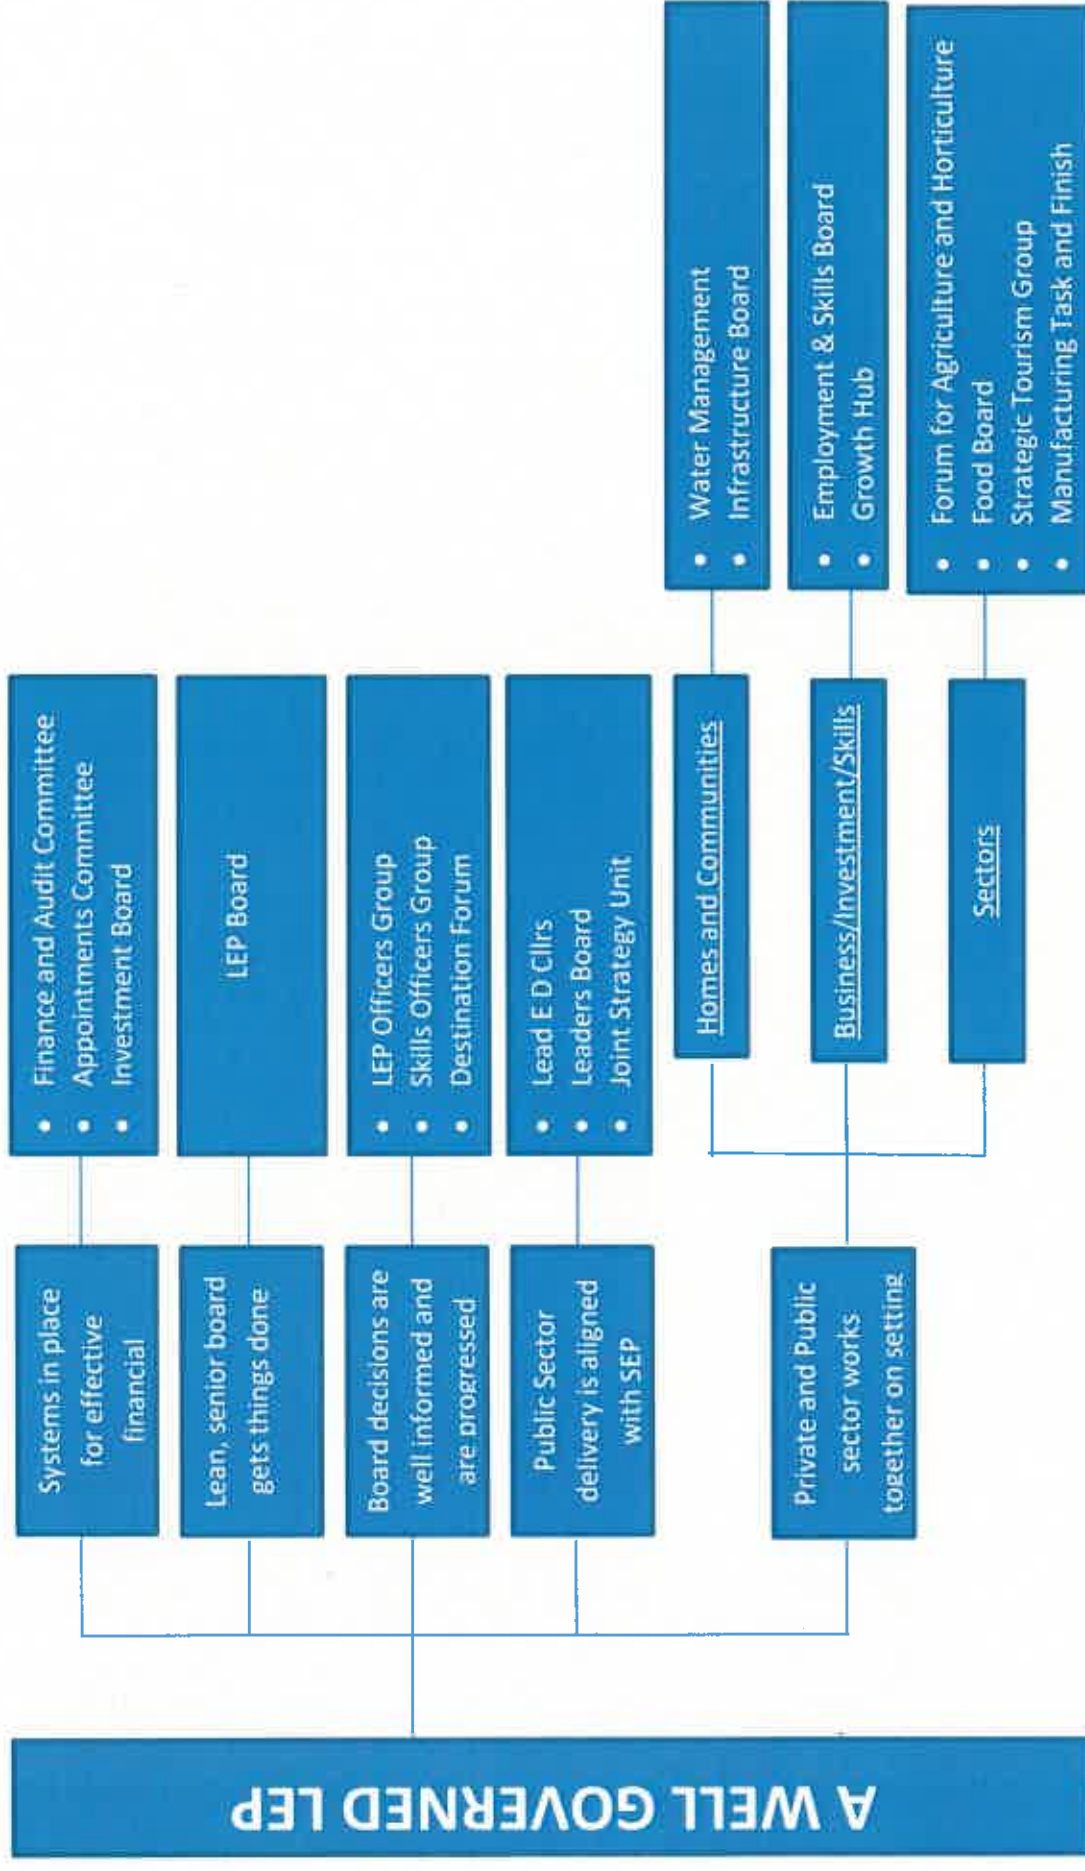 A WELL GOVERNED LEP
Systems in place
for effective
financial
• Finance and Audit Committee
• Appointments Committee
• Investment Board
Lean, senior board
gets things done
LEP Board
Board decisions are
well informed and
are progressed
• LEP Officers Group
• Skills Officers Group
• Destination Forum
Public Sector
delivery is aligned
with SEP
• Lead E D Cllrs
• Leaders Board
• Joint Strategy Unit
Private and Public
sector works
together on setting
Homes and Communities
• Water Management
• Infrastructure Board
Business/Investment/Skills
• Employment & Skills Board
• Growth Hub
Sectors
• Forum for Agriculture and Horticulture
• Food Board
• Strategic Tourism Group
• Manufacturing Task and Finish